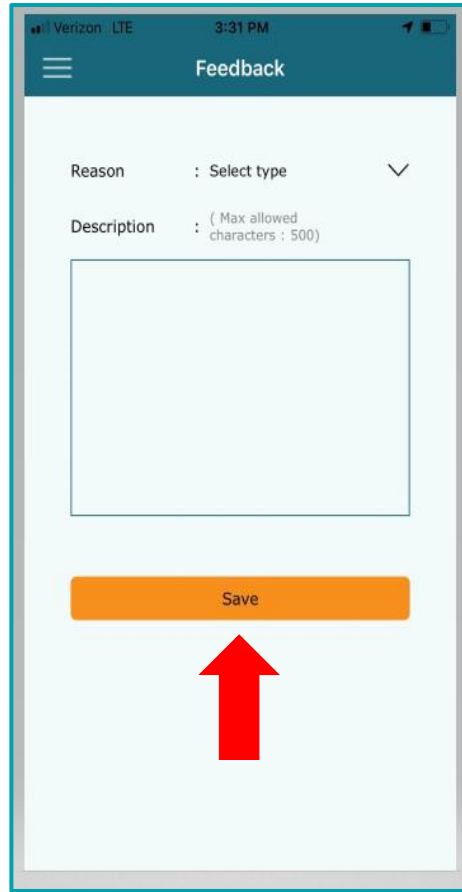 Verizon LTE 3:31 PM
Feedback
Reason : Select type
Description : ( Max allowed
characters : 500)
Save